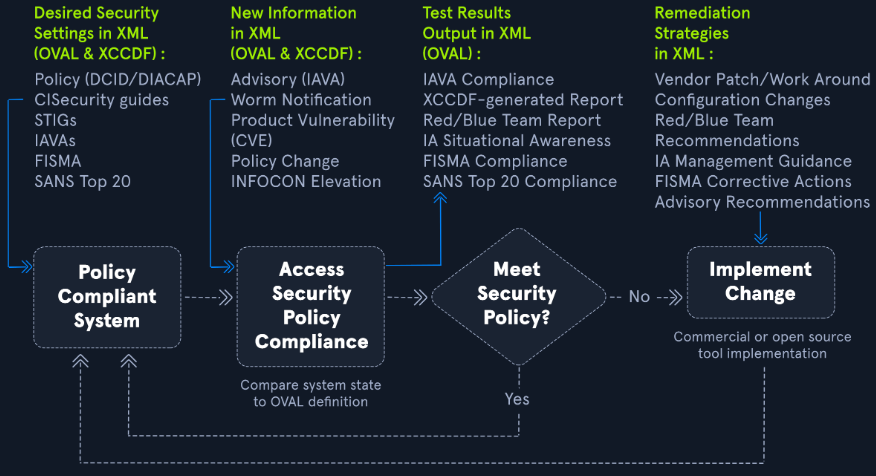 Desired Security
Settings in XML
(OVAL & XCCDF) :
Policy (DCID/DIACAP)
CISecurity guides
STIGs
IAVAs
FISMA
SANS Top 20
New Information
in XML
(OVAL & XCCDF) :
Advisory (IAVA)
Worm Notification
Product Vulnerability
(CVE)
Policy Change
INFOCON Elevation
Test Results
Output in XML
(OVAL) :
IAVA Compliance
XCCDF-generated Report
Red/Blue Team Report
IA Situational Awareness
FISMA Compliance
SANS Top 20 Compliance
Remediation
Strategies
in XML :
Vendor Patch/Work Around
Configuration Changes
Red/Blue Team
Recommendations
IA Management Guidance
FISMA Corrective Actions
Advisory Recommendations
Policy
Compliant
System
Access
Security
Policy
Compliance
Compare system state
to OVAL definition
Meet
Security
Policy?
No
Yes
Implement
Change
Commercial or open source
tool implementation